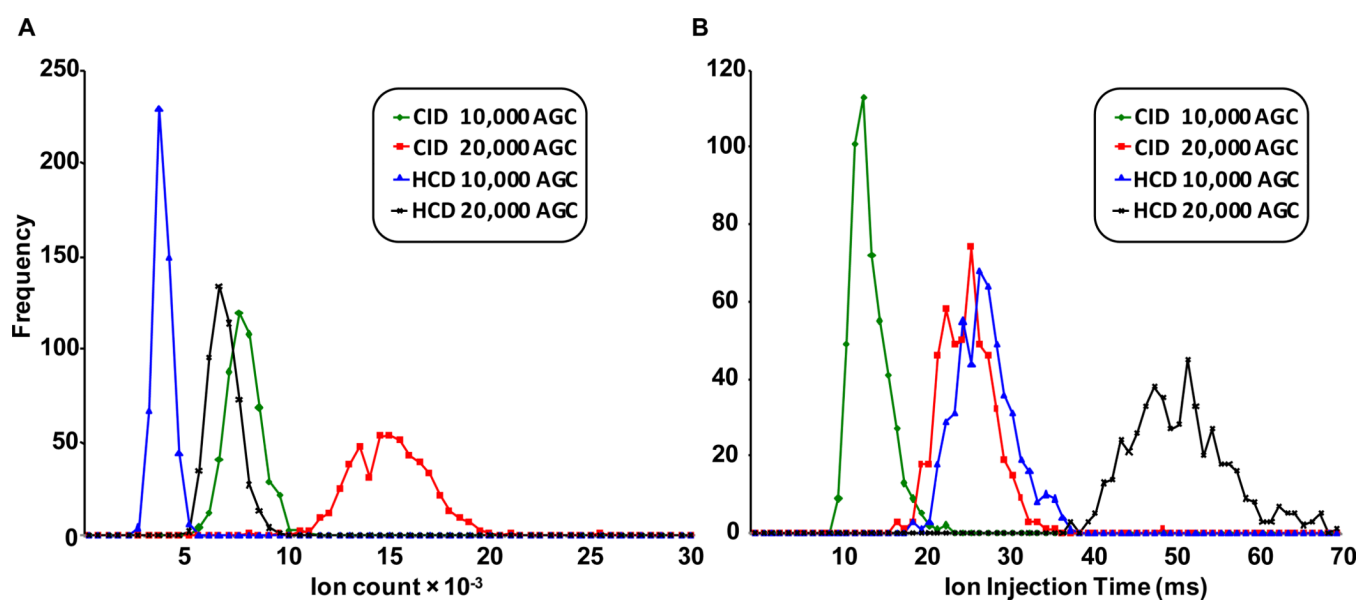 A
Frequency
250
200
150
100
50
0
5
10
15
20
25
30
Ion count × 10-3
CID 10,000 AGC
CID 20,000 AGC
HCD 10,000 AGC
HCD 20,000 AGC
B
120
100
80
60
40
20
0
10
20
30
40
50
60
70
Ion Injection Time (ms)
CID 10,000 AGC
CID 20,000 AGC
HCD 10,000 AGC
HCD 20,000 AGC